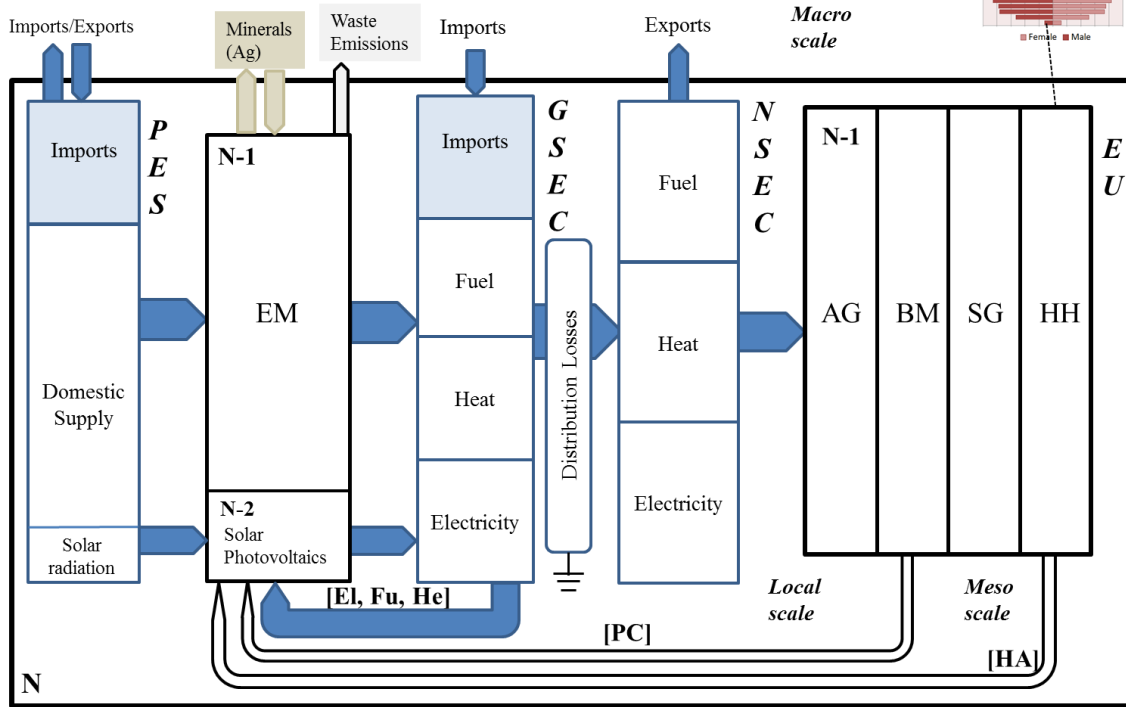 Imports/Exports
Minerals
(Ag)
Waste
Emissions
Imports
Exports
Macro
scale
Female
Male
Imports
P
E
S
Domestic
Supply
Solar
radiation
N-1
EM
N-2
Solar
Photovoltaics
Imports
Fuel
Heat
Electricity
G
S
E
C
Distribution Losses
Fuel
Heat
Electricity
N
S
E
C
N-1
AG
BM
SG
HH
E
U
[El, Fu, He]
[PC]
[HA]
Local
scale
Meso
scale
N